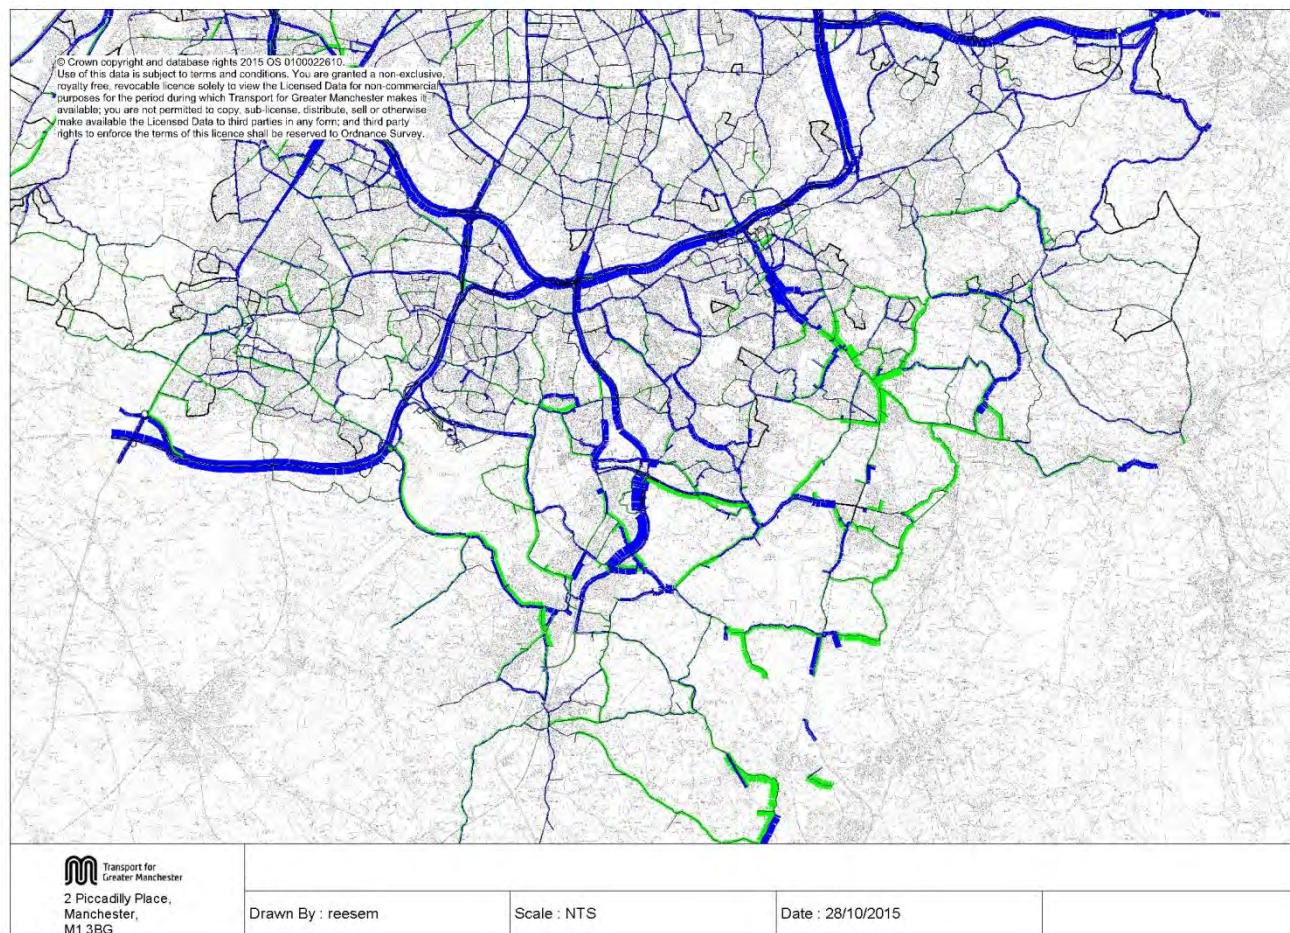 © Crown copyright and database rights 2015 OS 0100022610.
Use of this data is subject to terms and conditions. You are granted a non-exclusive,
royalty free, revocable licence solely to view the Licensed Data for non-commercial
purposes for the period during which Transport for Greater Manchester makes it
available; you are not permitted to copy, sub-license, distribute, sell or otherwise
make available the Licensed Data to third parties in any form; and third party
rights to enforce the terms of this licence shall be reserved to Ordnance Survey.
Transport for
Greater Manchester
2 Piccadilly Place,
Manchester,
M1 3BG
Drawn By : reesem
Scale : NTS
Date : 28/10/2015